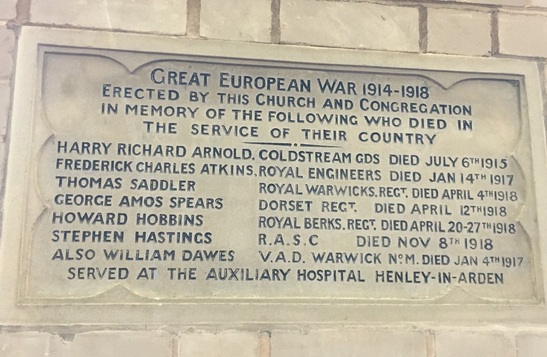 GREAT EUROPEAN WAR 1914-1918
ERECTED BY THIS CHURCH AND CONGREGATION
IN MEMORY OF THE FOLLOWING WHO DIED IN
THE SERVICE OF THEIR COUNTRY
HARRY RICHARD ARNOLD. COLDSTREAM GDS DIED JULY 6TH 1915
FREDERICK CHARLES ATKINS. ROYAL ENGINEERS DIED JAN 14TH 1917
THOMAS SADDLER ROYAL WARWICKS. REGT. DIED APRIL 4TH 1918
GEORGE AMOS SPEARS DORSET REGT. DIED APRIL 12TH 1918
HOWARD HOBBINS ROYAL BERKS. REGT. DIED APRIL 20-27TH 1918
STEPHEN HASTINGS R.A.S.C DIED NOV 8TH 1918
ALSO WILLIAM DAWES V.A.D. WARWICK NO M. DIED JAN 4TH 1917
SERVED AT THE AUXILIARY HOSPITAL HENLEY-IN-ARDEN